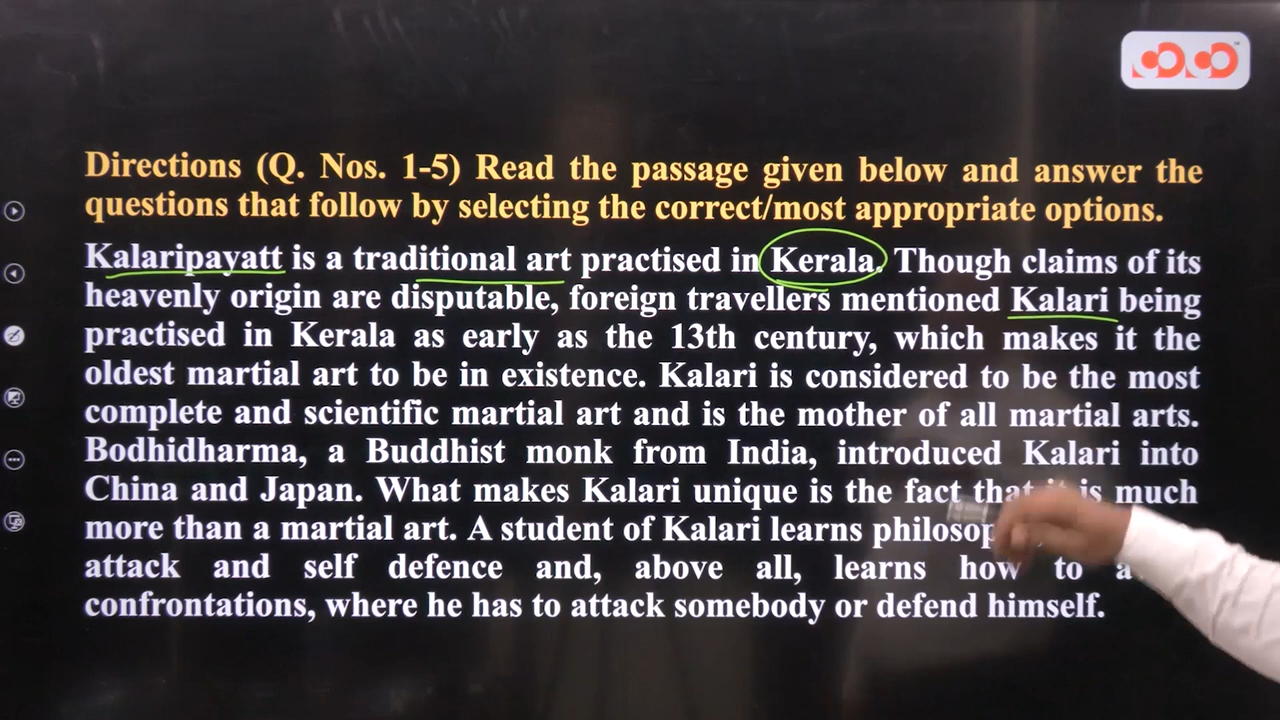 Directions (Q. Nos. 1-5) Read the passage given below and answer the
questions that follow by selecting the correct/most appropriate options.
Kalaripayatt is a traditional art practised in Kerala. Though claims of its
heavenly origin are disputable, foreign travellers mentioned Kalari being
practised in Kerala as early as the 13th century, which makes it the
oldest martial art to be in existence. Kalari is considered to be the most
complete and scientific martial art and is the mother of all martial arts.
Bodhidharma, a Buddhist monk from India, introduced Kalari into
China and Japan. What makes Kalari unique is the fact that it is much
more than a martial art. A student of Kalari learns
attack and self defence and, above all, learns how to
confrontations, where he has to attack somebody or defend himself.